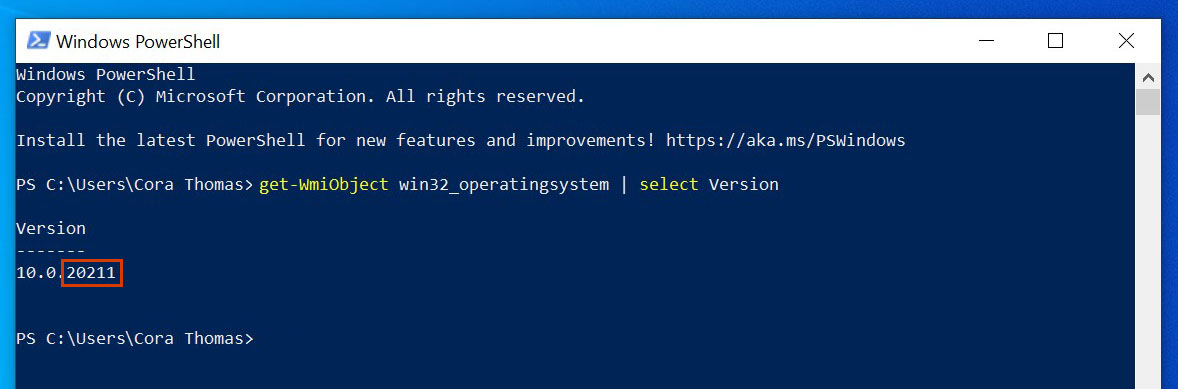 Windows PowerShell
Windows PowerShell
Copyright (C) Microsoft Corporation. All rights reserved.
Install the latest PowerShell for new features and improvements! https://aka.ms/PSWindows
PS C:\Users\Cora Thomas> get-WmiObject win32_operatingsystem | select Version
Version
-------
10.0.20211
PS C:\Users\Cora Thomas>